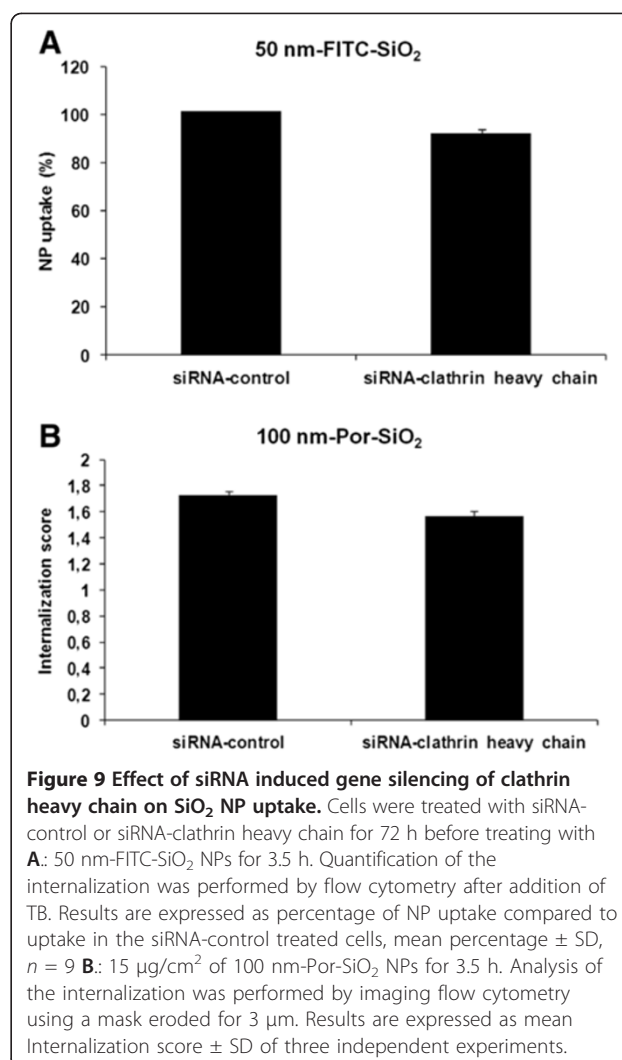 A
50 nm-FITC-SiO₂
NP uptake (%)
120
100
80
60
40
20
0
siRNA-control siRNA-clathrin heavy chain
B
100 nm-Por-SiO₂
Internalization score
2
1,8
1,6
1,4
1,2
1
0,8
0,6
0,4
0,2
0
siRNA-control siRNA-clathrin heavy chain
Figure 9 Effect of siRNA induced gene silencing of clathrin
heavy chain on SiO₂ NP uptake. Cells were treated with siRNA-
control or siRNA-clathrin heavy chain for 72 h before treating with
A.: 50 nm-FITC-SiO₂ NPs for 3.5 h. Quantification of the
internalization was performed by flow cytometry after addition of
TB. Results are expressed as percentage of NP uptake compared to
uptake in the siRNA-control treated cells, mean percentage ± SD,
n = 9 B.: 15 µg/cm² of 100 nm-Por-SiO₂ NPs for 3.5 h. Analysis of
the internalization was performed by imaging flow cytometry
using a mask eroded for 3 µm. Results are expressed as mean
Internalization score ± SD of three independent experiments.